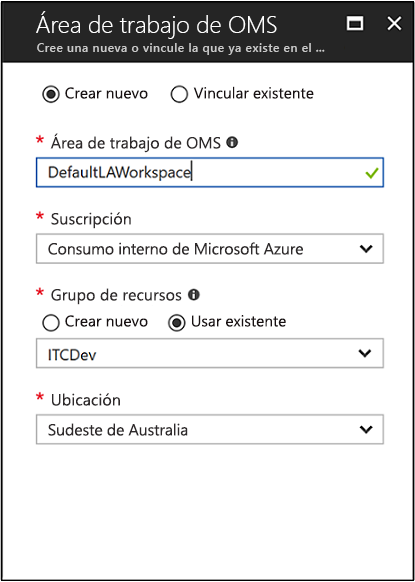 Área de trabajo de OMS
Cree una nueva o vincule la que ya existe en el ...
Crear nuevo Vincular existente
* Área de trabajo de OMS
DefaultLAWorkspace
* Suscripción
Consumo interno de Microsoft Azure
* Grupo de recursos
Crear nuevo Usar existente
ITCDev
* Ubicación
Sudeste de Australia